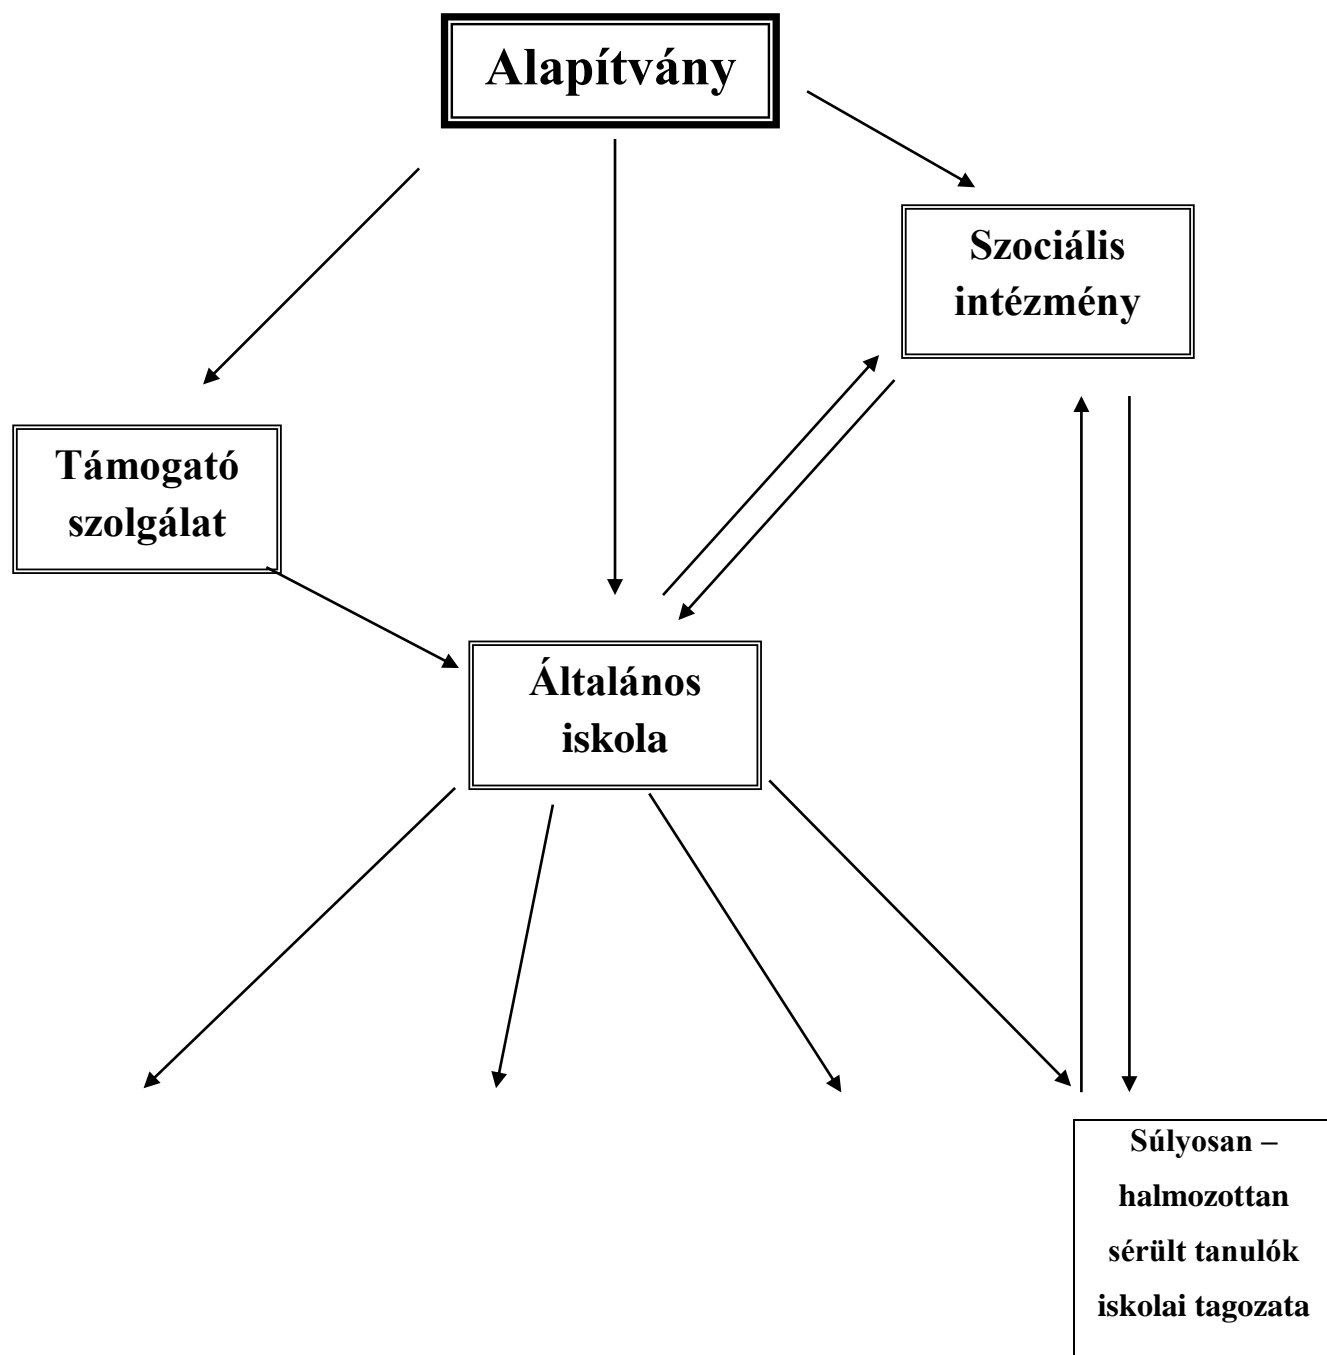 Alapítvány
Szociális
intézmény
Támogató
szolgálat
Általános
iskola
Súlyosan –
halmozottan
sérült tanulók
iskolai tagozata